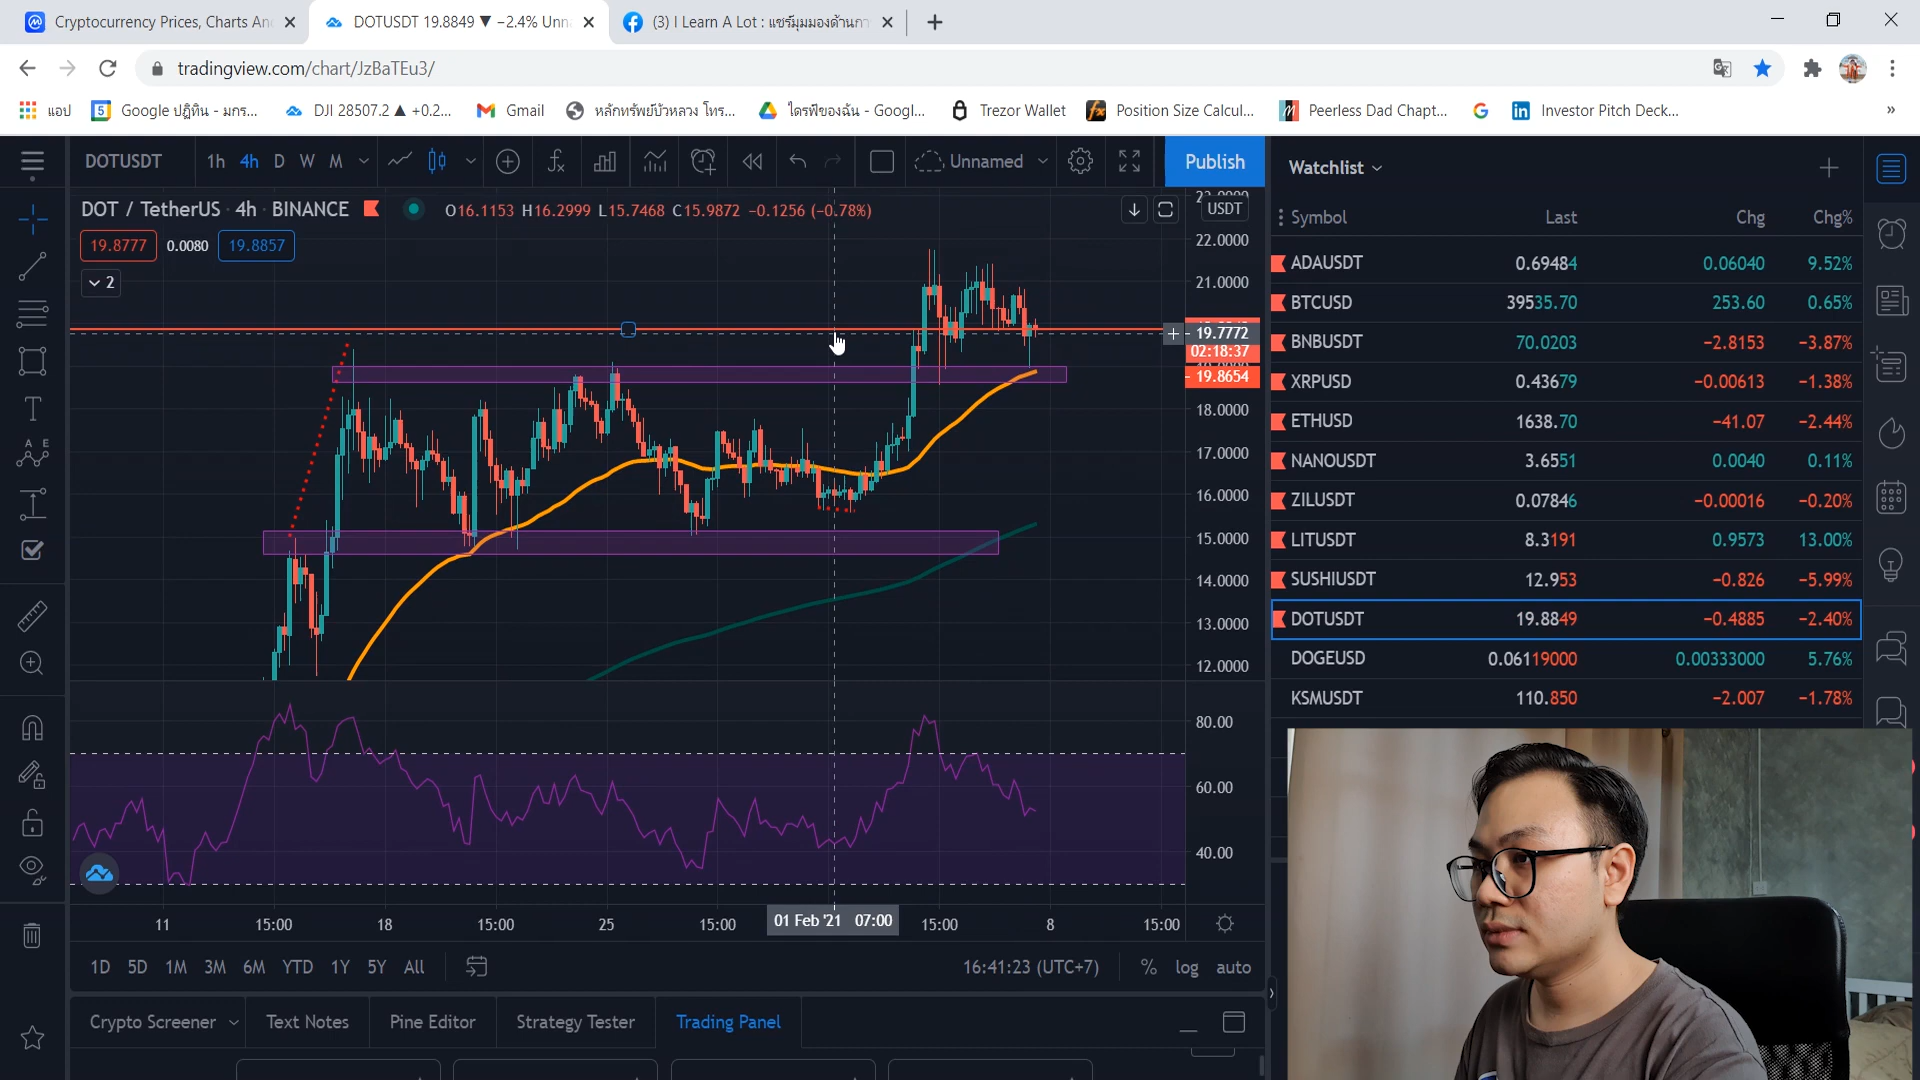 Cryptocurrency Prices, Charts An
DOTUSDT 19.8849 ▼ −2.4% Unn
(3) I Learn A Lot : แชร์มุมมองด้านกา
tradingview.com/chart/JzBaTEu3/
แอป
Google ปฏิทิน - มกร...
DJI 28507.2 ▲ +0.2...
Gmail
หลักทรัพย์บัวหลวง โทร...
ไดรฟ์ของฉัน - Googl...
Trezor Wallet
Position Size Calcul...
Peerless Dad Chapt...
Investor Pitch Deck...
»
DOTUSDT
1h 4h D W M
Unnamed
Publish
Watchlist
DOT / TetherUS · 4h · BINANCE
O16.1153 H16.2999 L15.7468 C15.9872 −0.1256 (−0.78%)
USDT
19.8777 0.0080 19.8857
2
22.0000
21.0000
19.7772
02:18:37
19.8654
18.0000
17.0000
16.0000
15.0000
14.0000
13.0000
12.0000
80.00
60.00
40.00
11 15:00 18 15:00 25 15:00 01 Feb '21 07:00 15:00 8 15:00
1D 5D 1M 3M 6M YTD 1Y 5Y All
16:41:23 (UTC+7) % log auto
Crypto Screener Text Notes Pine Editor Strategy Tester Trading Panel
Symbol Last Chg Chg%
ADAUSDT 0.69484 0.06040 9.52%
BTCUSD 39535.70 253.60 0.65%
BNBUSDT 70.0203 −2.8153 −3.87%
XRPUSD 0.43679 −0.00613 −1.38%
ETHUSD 1638.70 −41.07 −2.44%
NANOUSDT 3.6551 0.0040 0.11%
ZILUSDT 0.07846 −0.00016 −0.20%
LITUSDT 8.3191 0.9573 13.00%
SUSHIUSDT 12.953 −0.826 −5.99%
DOTUSDT 19.8849 −0.4885 −2.40%
DOGEUSD 0.06119000 0.00333000 5.76%
KSMUSDT 110.850 −2.007 −1.78%